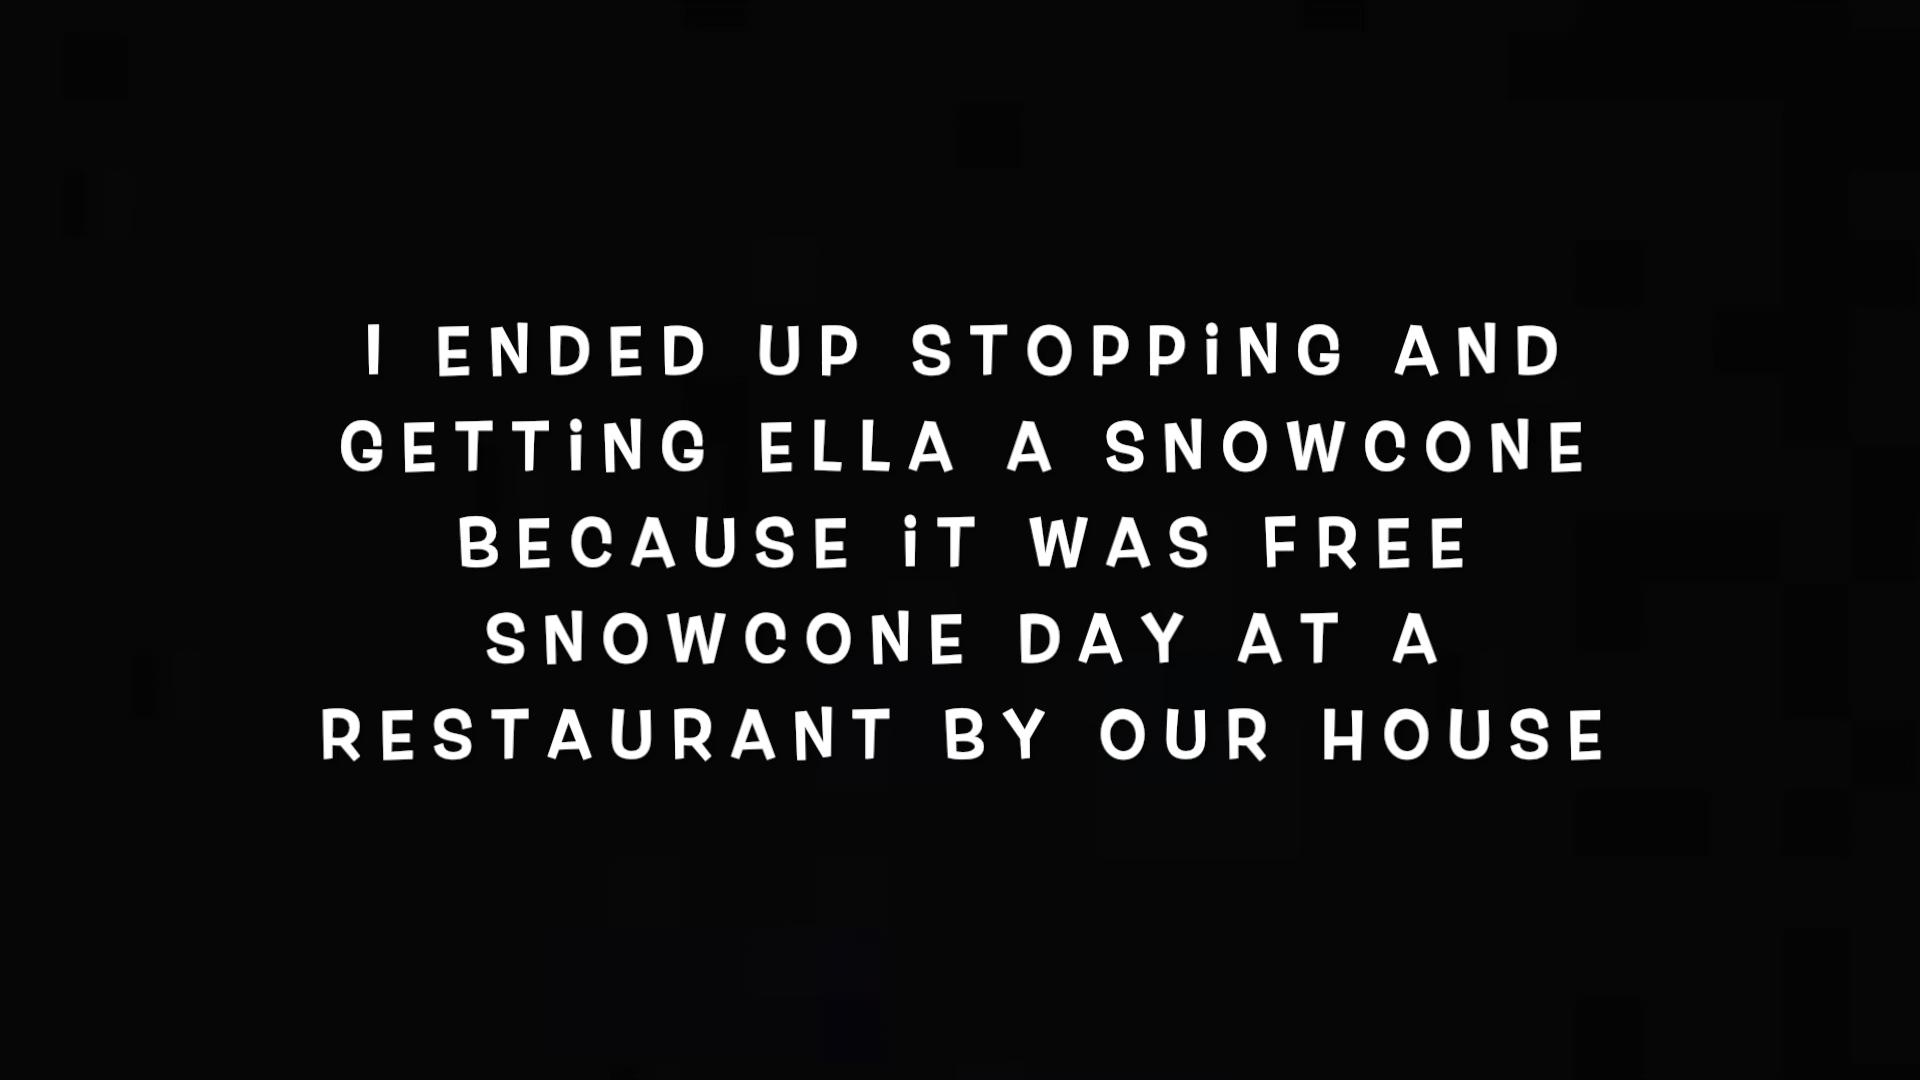 I ENDED UP STOPPiNG AND
GETTiNG ELLA A SNOWCONE
BECAUSE iT WAS FREE
SNOWCONE DAY AT A
RESTAURANT BY OUR HOUSE